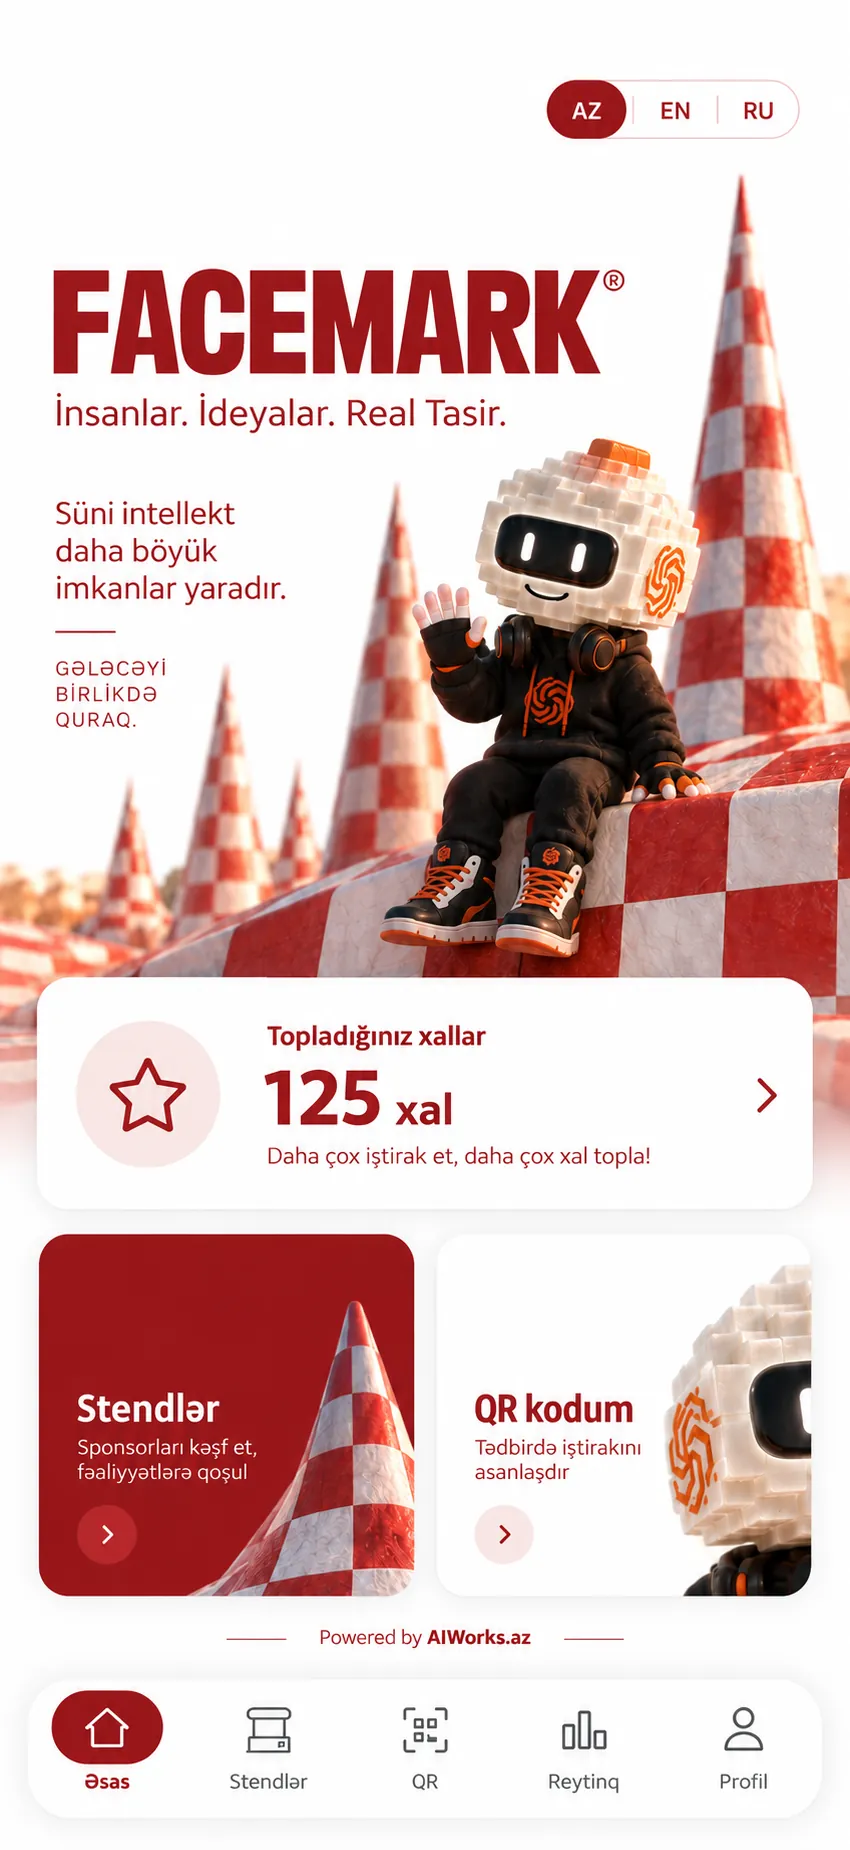 AZ EN RU
FACEMARK®
İnsanlar. İdeyalar. Real Tasir.
Süni intellekt
daha böyük
imkanlar yaradır.
GƏLƏCƏYİ
BİRLİKDƏ
QURAQ.
Topladığınız xallar
125 xal
Daha çox iştirak et, daha çox xal topla!
Stendlər
Sponsorları kəşf et,
fəaliyyətlərə qoşul
QR kodum
Tədbirdə iştirakını
asanlaşdır
Powered by AIWorks.az
Əsas
Stendlər
QR
Reytinq
Profil